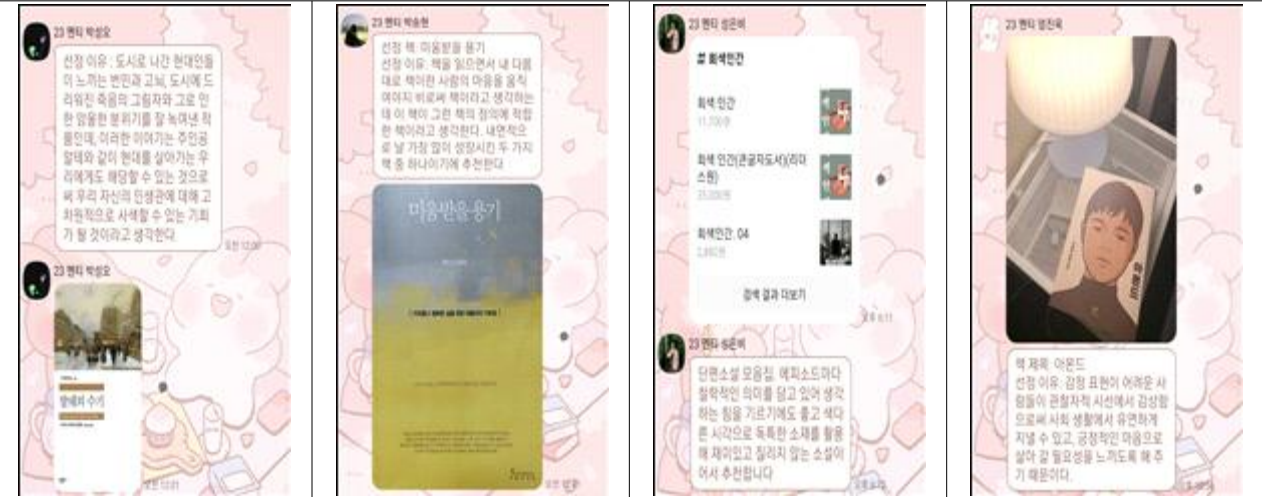 23 멘티 박성오
선정 이유 : 도시로 나간 현대인들
이 느끼는 번민과 고뇌, 도시에 드
리워진 죽음의 그림자와 그로 인
한 암울한 분위기를 잘 녹여낸 작
품인데, 이러한 이야기는 주인공
말테와 같이 현대를 살아가는 우
리에게도 해당할 수 있는 것으로
써 우리 자신의 인생관에 대해 고
차원적으로 사색할 수 있는 기회
가 될 것이라고 생각한다.
23 멘티 박성오
말테의 수기
23 멘티 박승현
선정 책: 미움받을 용기
선정 이유: 책을 읽으면서 내 다름
대로 책이란 사람의 마음을 움직
여야지 비로써 책이라고 생각하는
데 이 책이 그런 책의 정의에 적합
한 책이라고 생각한다. 내면적으
로 날 가장 많이 성장시킨 두 가지
책 중 하나이기에 추천한다
미움받을 용기
23 멘티 성은비
# 회색인간
회색 인간
회색 인간(큰글자도서)(리더
스원)
회색인간. 04
검색 결과 더보기
23 멘티 성은비
단편소설 모음집. 에피소드마다
철학적인 의미를 담고 있어 생각
하는 힘을 기르기에도 좋고 색다
른 시각으로 독특한 소재를 활용
해 재미있고 질리지 않는 소설이
어서 추천합니다
23 멘티 엄진옥
아몬드
책 제목: 아몬드
선정 이유: 감정 표현이 어려운 사
람들이 관찰자적 시선에서 감상함
으로써 사회 생활에서 유연하게
지낼 수 있고, 긍정적인 마음으로
살아 갈 필요성을 느끼도록 해 주
기 때문이다.